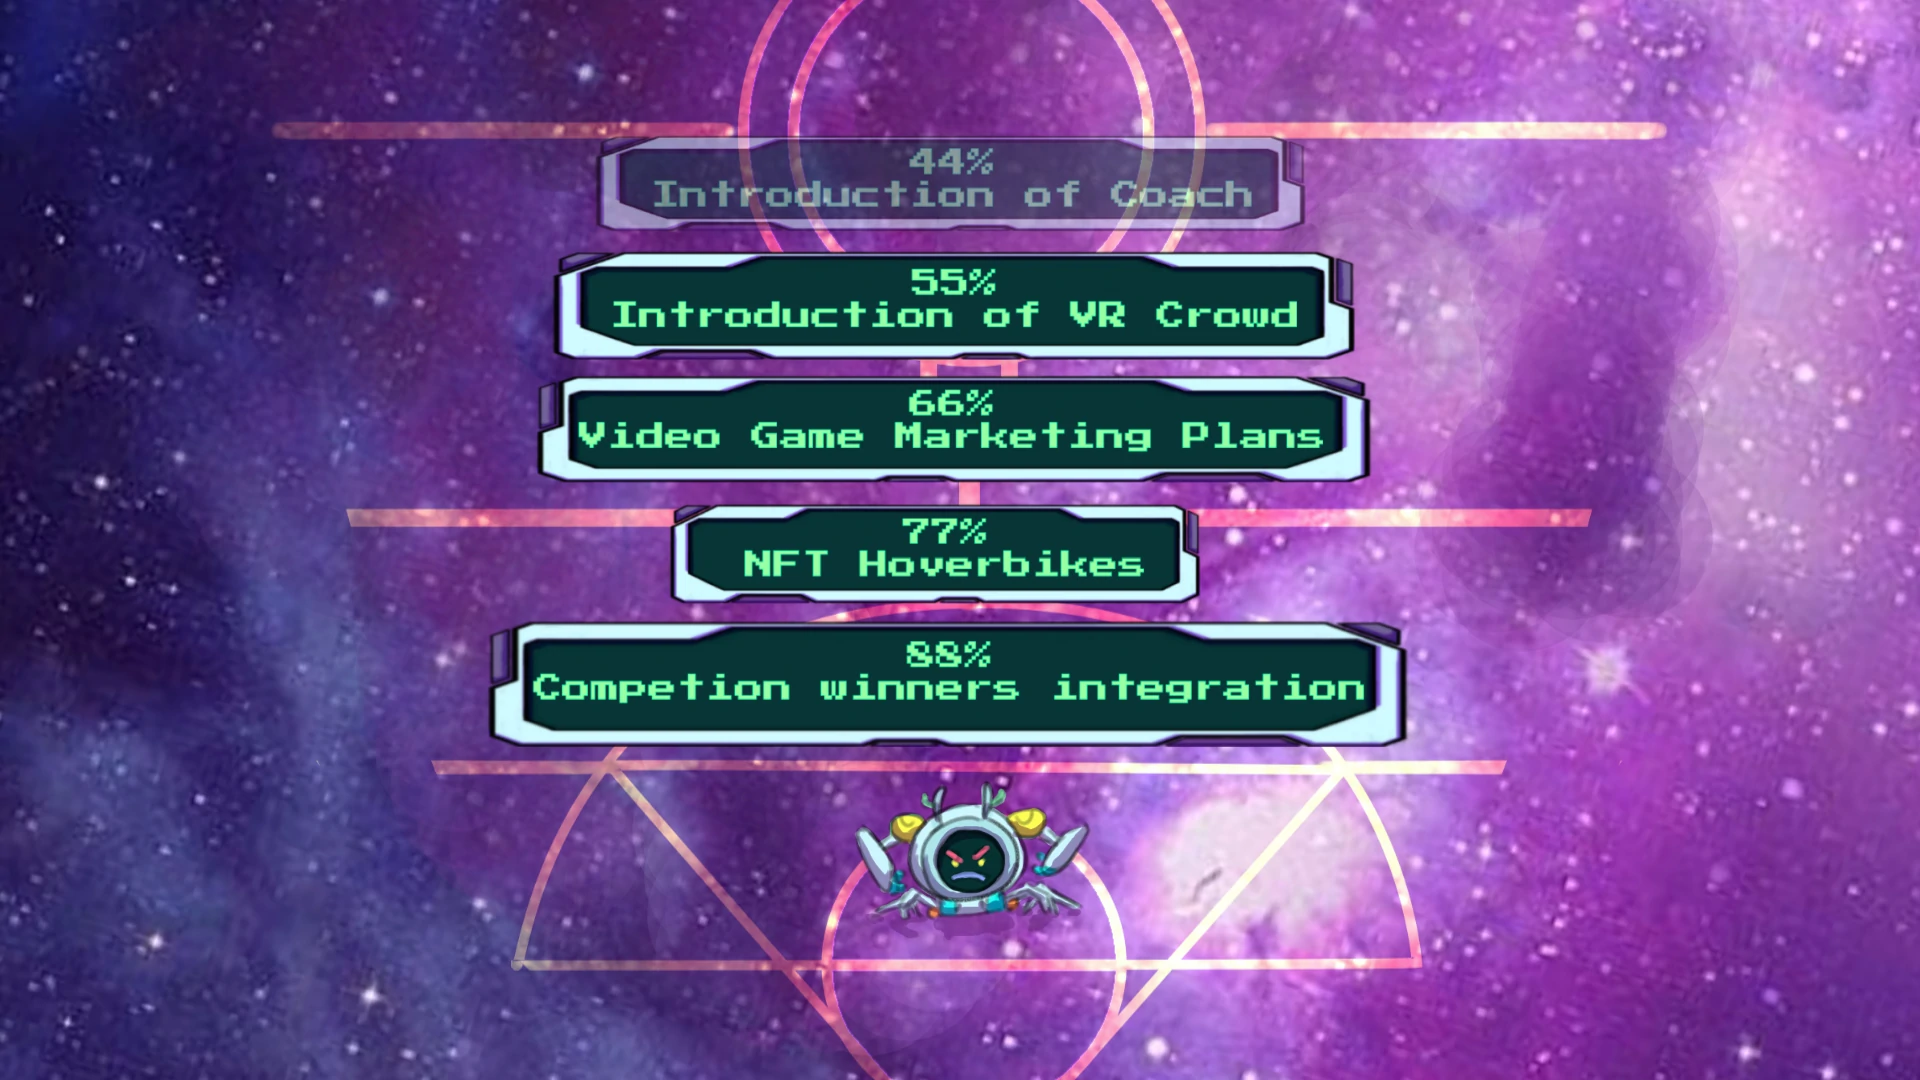 44%
Introduction of Coach
55%
Introduction of VR Crowd
66%
Video Game Marketing Plans
77%
NFT Hoverbikes
88%
Competion winners integration